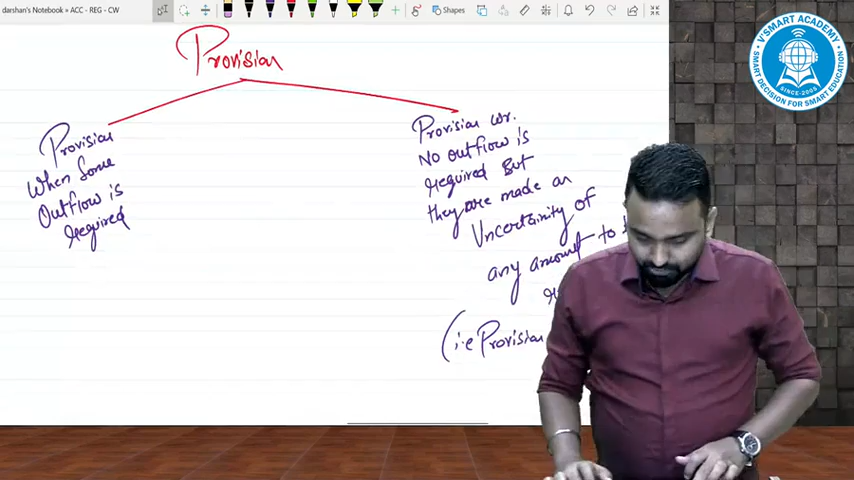 darshan's Notebook » ACC - REG - CW
Shapes
V'SMART ACADEMY
SMART DECISION FOR SMART EDUCATION
SINCE-2005
Provision
Provision
When Some
Outflow is
required
Provision wr.
No outflow is
required But
they are made on
Uncertainity of
any amount to
(i.e Provision